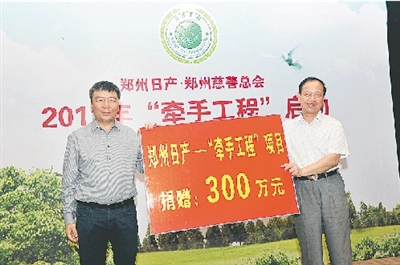 郑州日产·郑州慈善总会
201 年“牵手工程”启动
郑州日产—“牵手工程”项目
捐赠：300万元